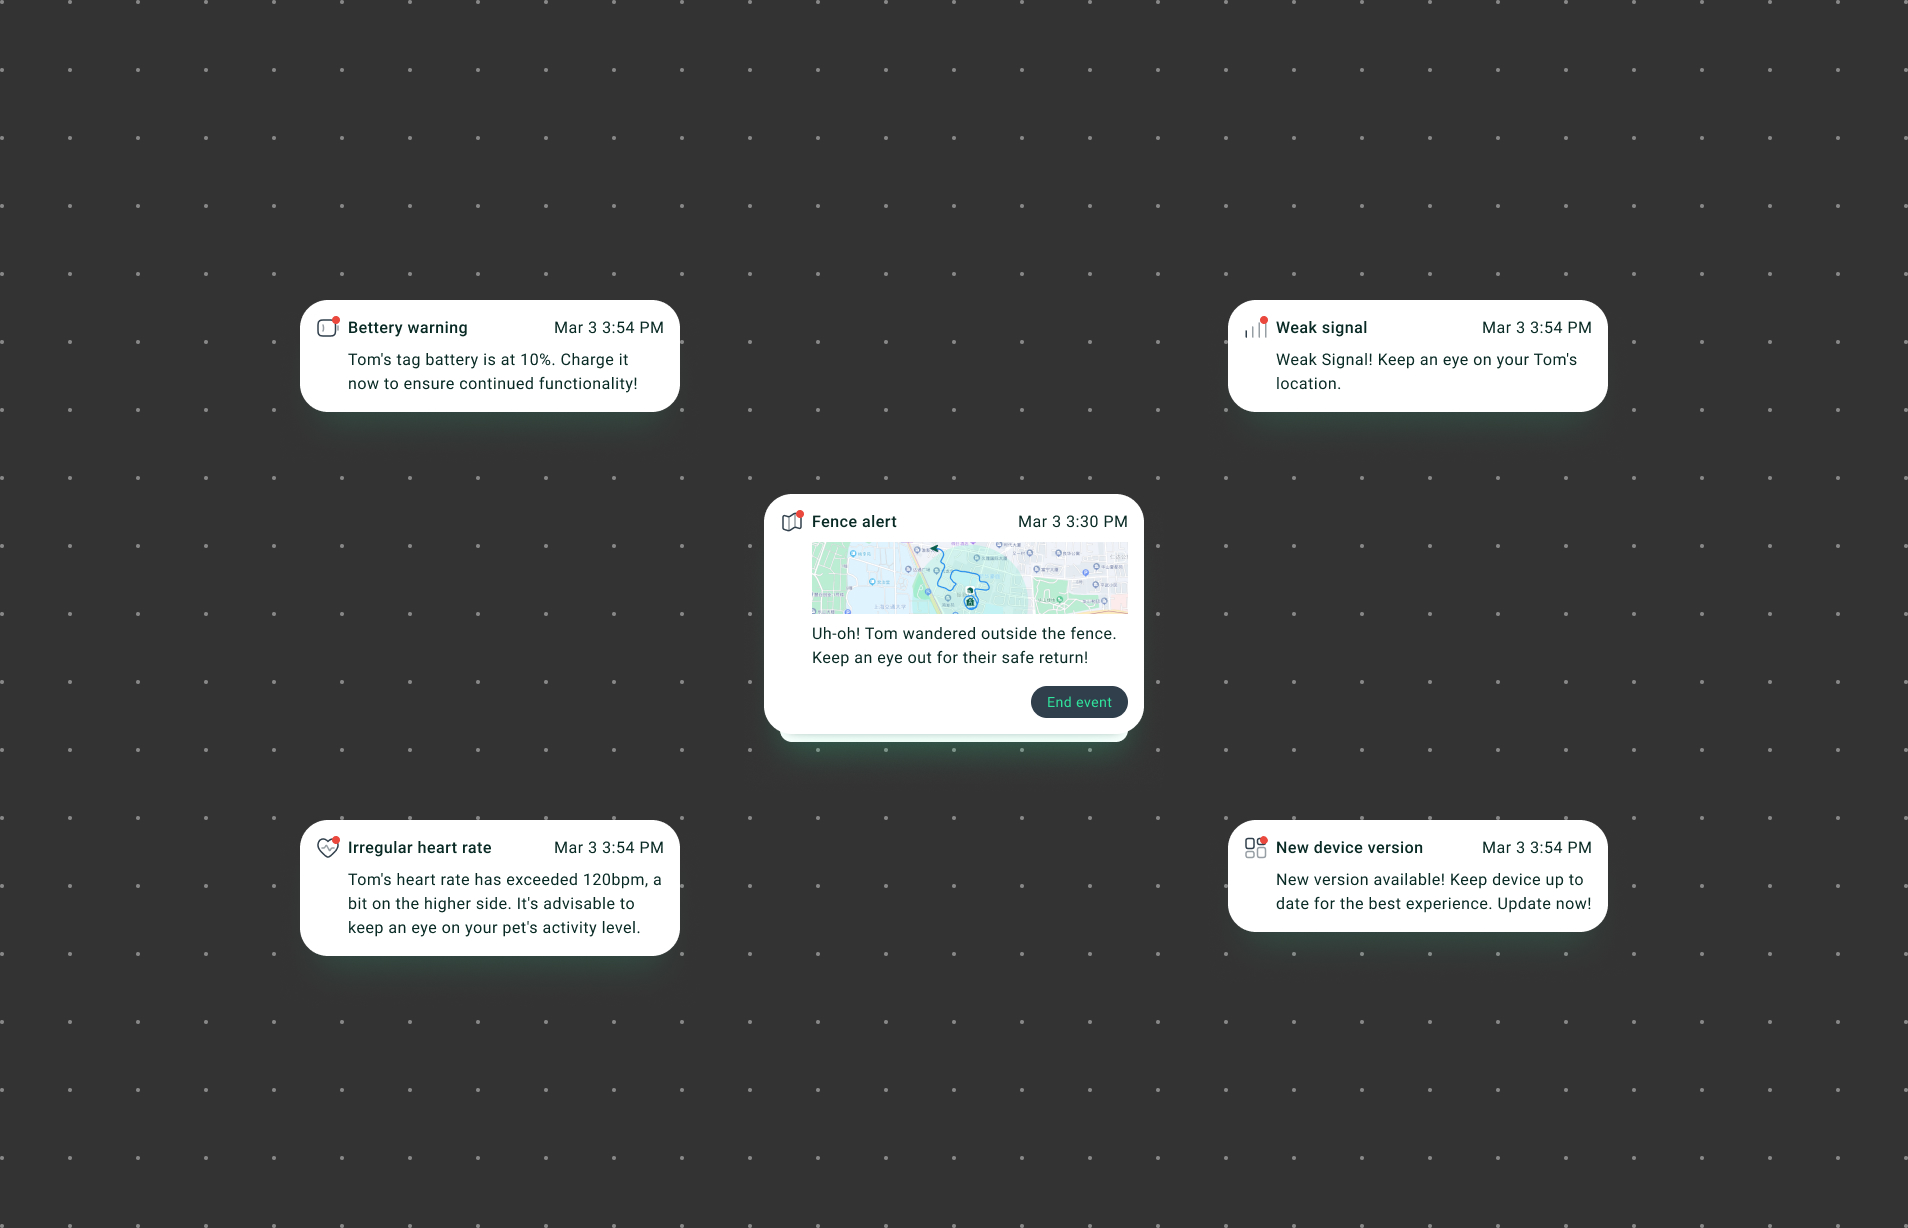 Bettery warning
Mar 3 3:54 PM
Tom's tag battery is at 10%. Charge it
now to ensure continued functionality!
Weak signal
Mar 3 3:54 PM
Weak Signal! Keep an eye on your Tom's
location.
Fence alert
Mar 3 3:30 PM
Uh-oh! Tom wandered outside the fence.
Keep an eye out for their safe return!
End event
Irregular heart rate
Mar 3 3:54 PM
Tom's heart rate has exceeded 120bpm, a
bit on the higher side. It's advisable to
keep an eye on your pet's activity level.
New device version
Mar 3 3:54 PM
New version available! Keep device up to
date for the best experience. Update now!